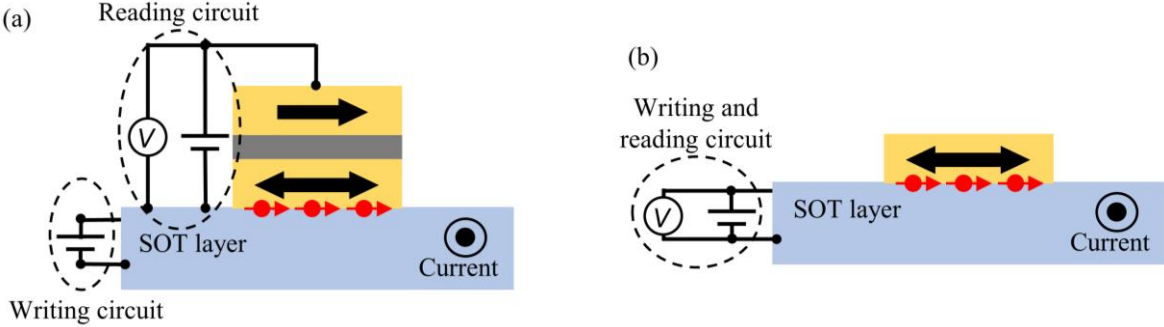 (a)
Reading circuit
V
SOT layer
Current
Writing circuit
(b)
Writing and
reading circuit
V
SOT layer
Current